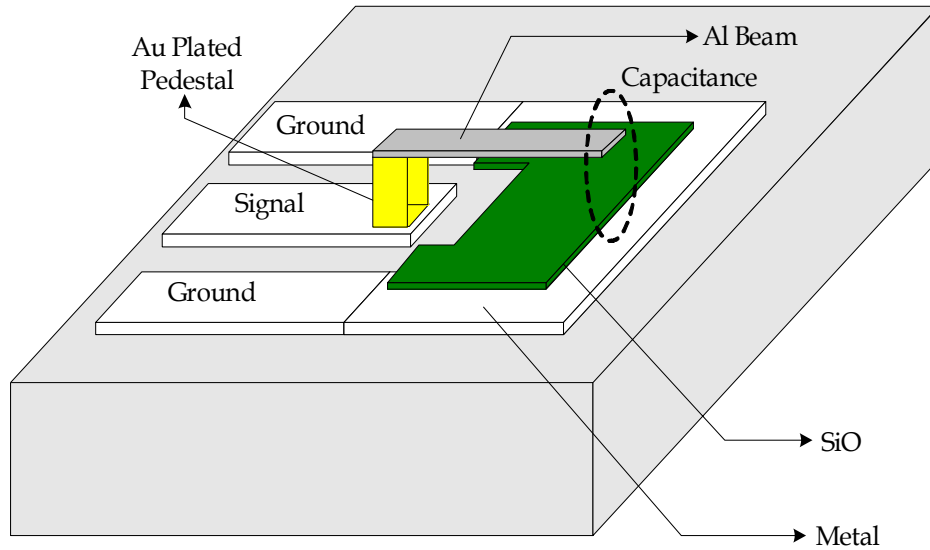 Al Beam
Au Plated
Pedestal
Capacitance
Ground
Signal
Ground
SiO
Metal